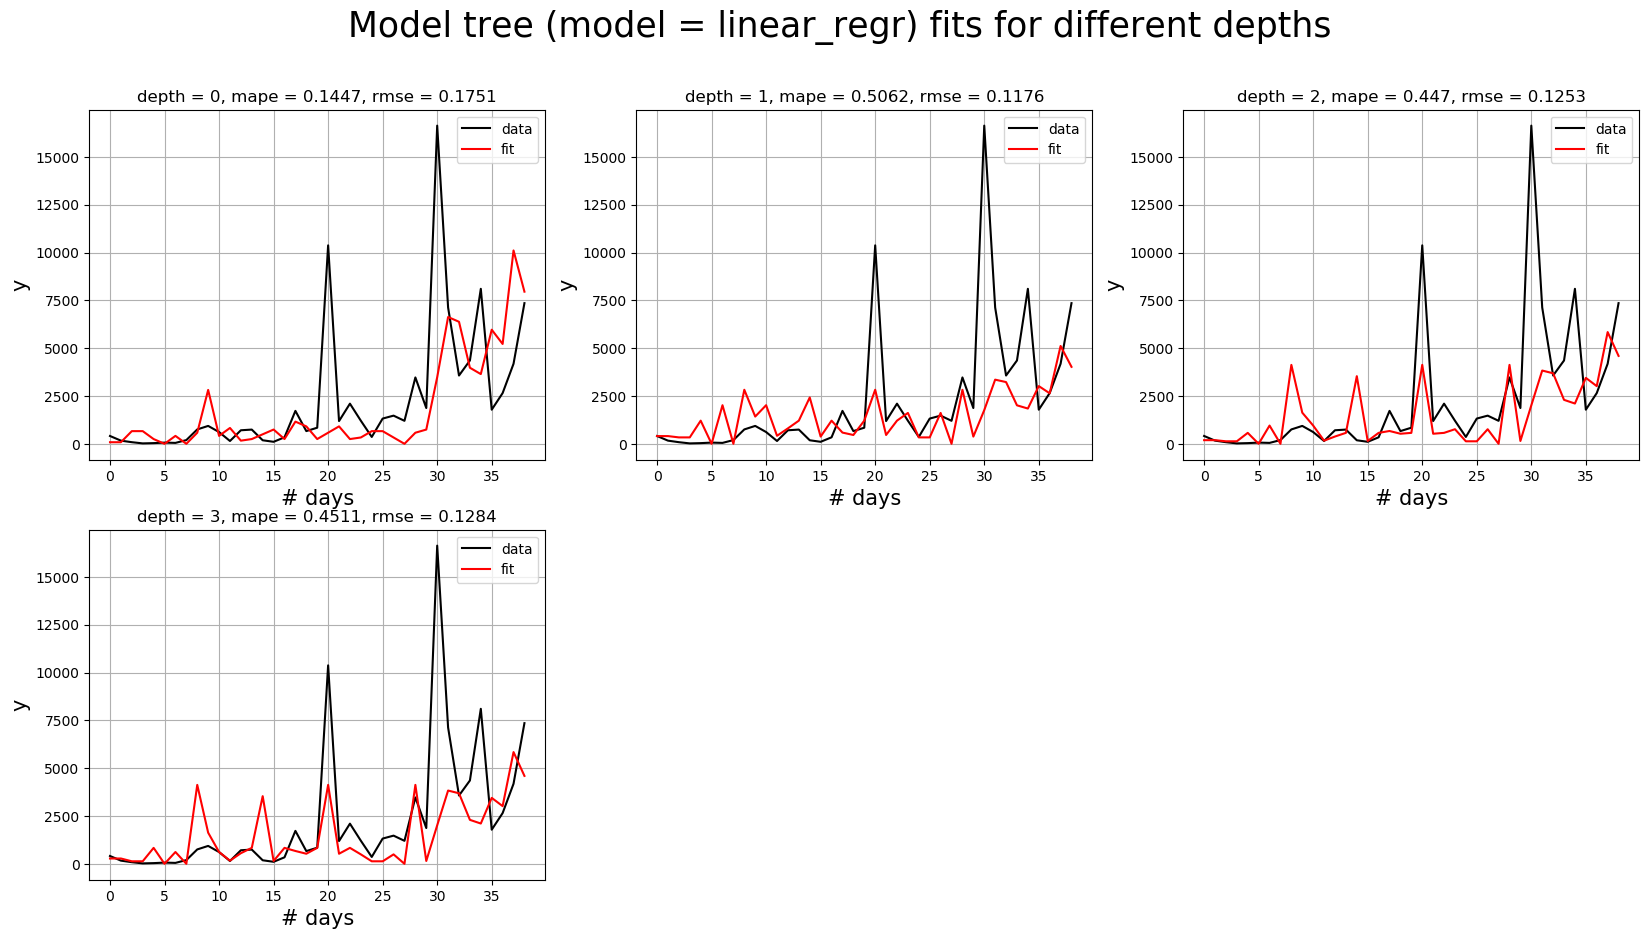 Model tree (model = linear_regr) fits for different depths
depth = 0, mape = 0.1447, rmse = 0.1751
data
fit
15000
12500
10000
7500
5000
2500
0
y
0 5 10 15 20 25 30 35
# days
depth = 1, mape = 0.5062, rmse = 0.1176
data
fit
15000
12500
10000
7500
5000
2500
0
y
0 5 10 15 20 25 30 35
# days
depth = 2, mape = 0.447, rmse = 0.1253
data
fit
15000
12500
10000
7500
5000
2500
0
y
0 5 10 15 20 25 30 35
# days
depth = 3, mape = 0.4511, rmse = 0.1284
data
fit
15000
12500
10000
7500
5000
2500
0
y
0 5 10 15 20 25 30 35
# days